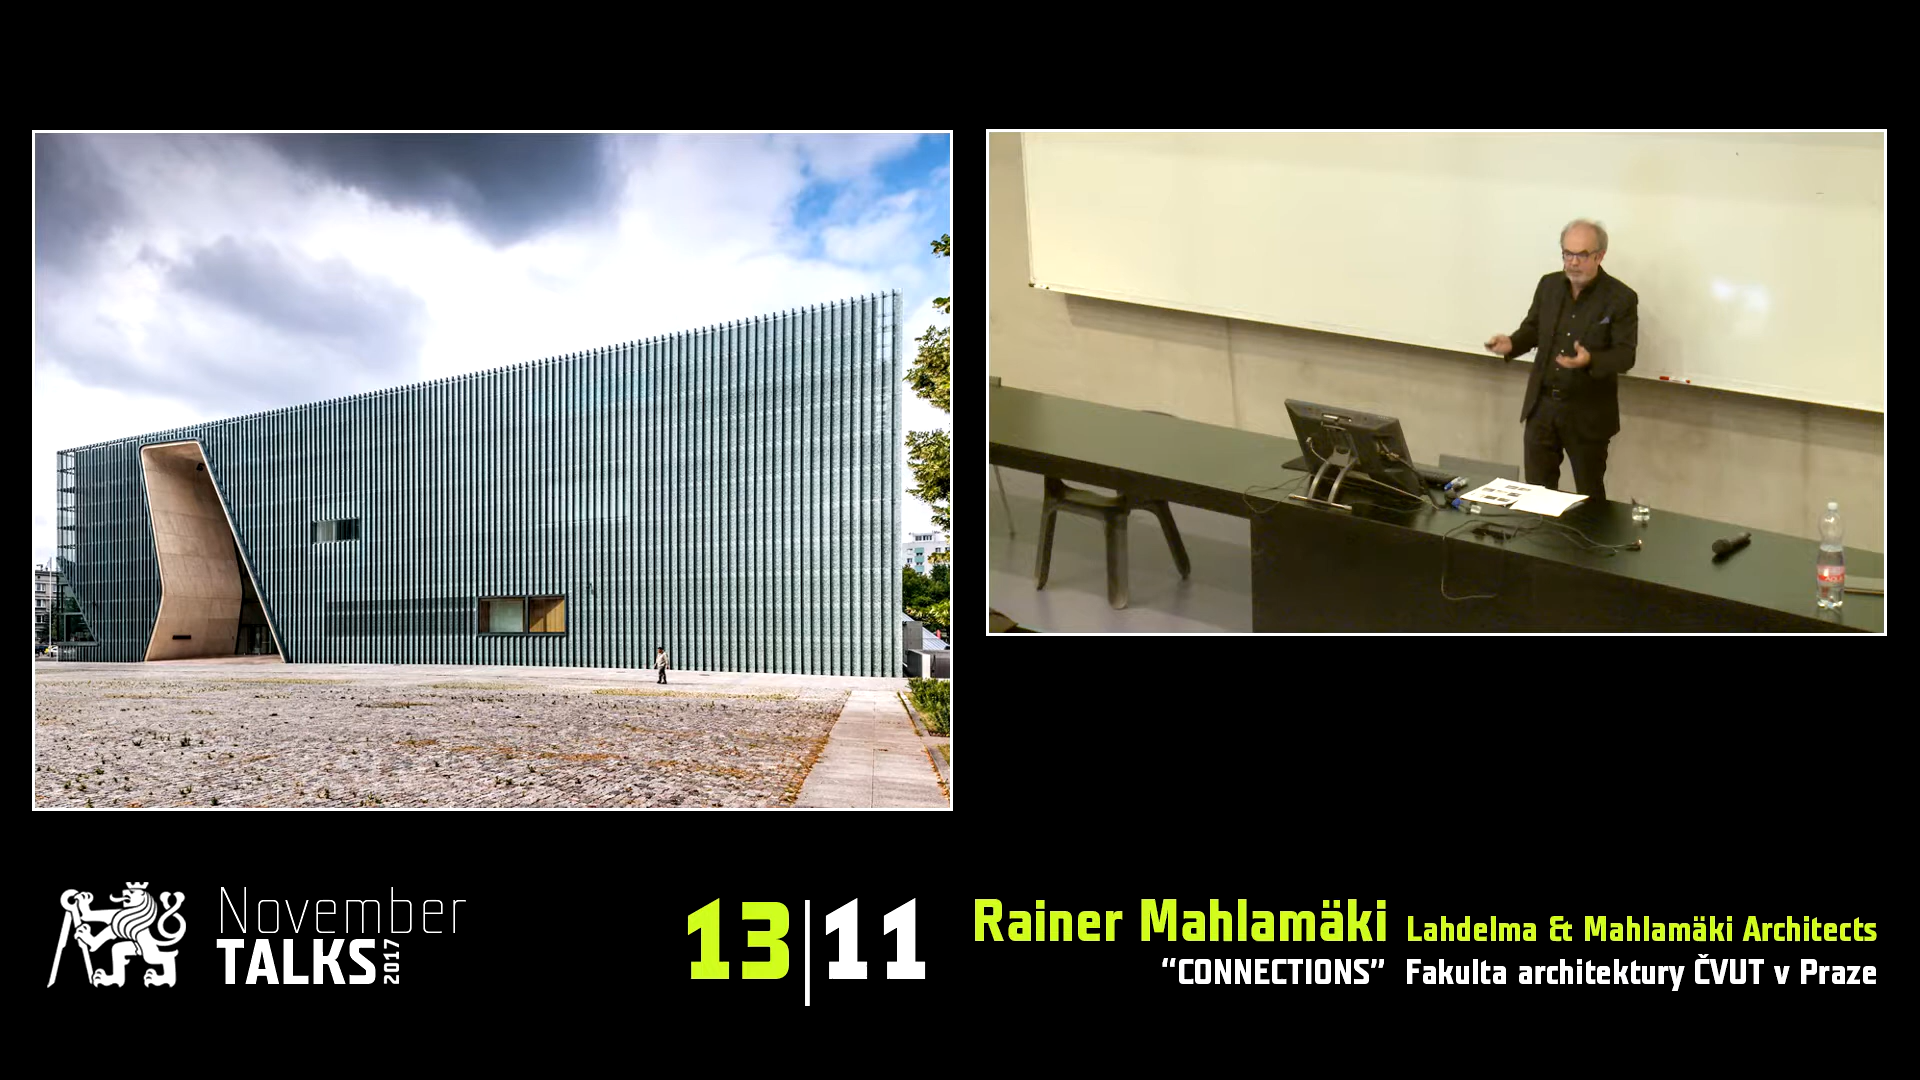 November
TALKS 2017
13|11
Rainer Mahlamäki Lahdelma & Mahlamäki Architects
“CONNECTIONS” Fakulta architektury ČVUT v Praze